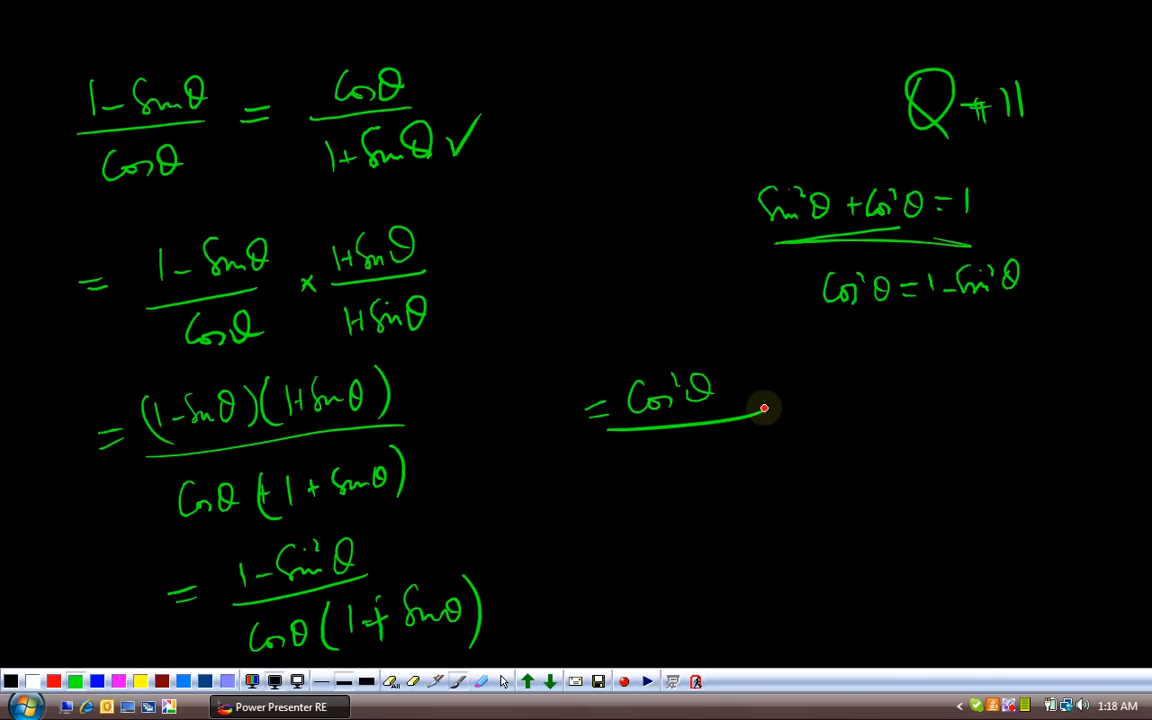 1 - Sinθ / Cosθ = Cosθ / 1 + Sinθ ✓
Q # 11
Sin²θ + Cos²θ = 1
= 1 - Sinθ / Cosθ × 1+Sinθ / 1+Sinθ
Cos²θ = 1 - Sin²θ
= (1 - Sinθ)(1+Sinθ) / Cosθ (1 + Sinθ)
= Cos²θ
= 1 - Sin²θ / Cosθ (1 + Sinθ)
All
Power Presenter RE
1:18 AM